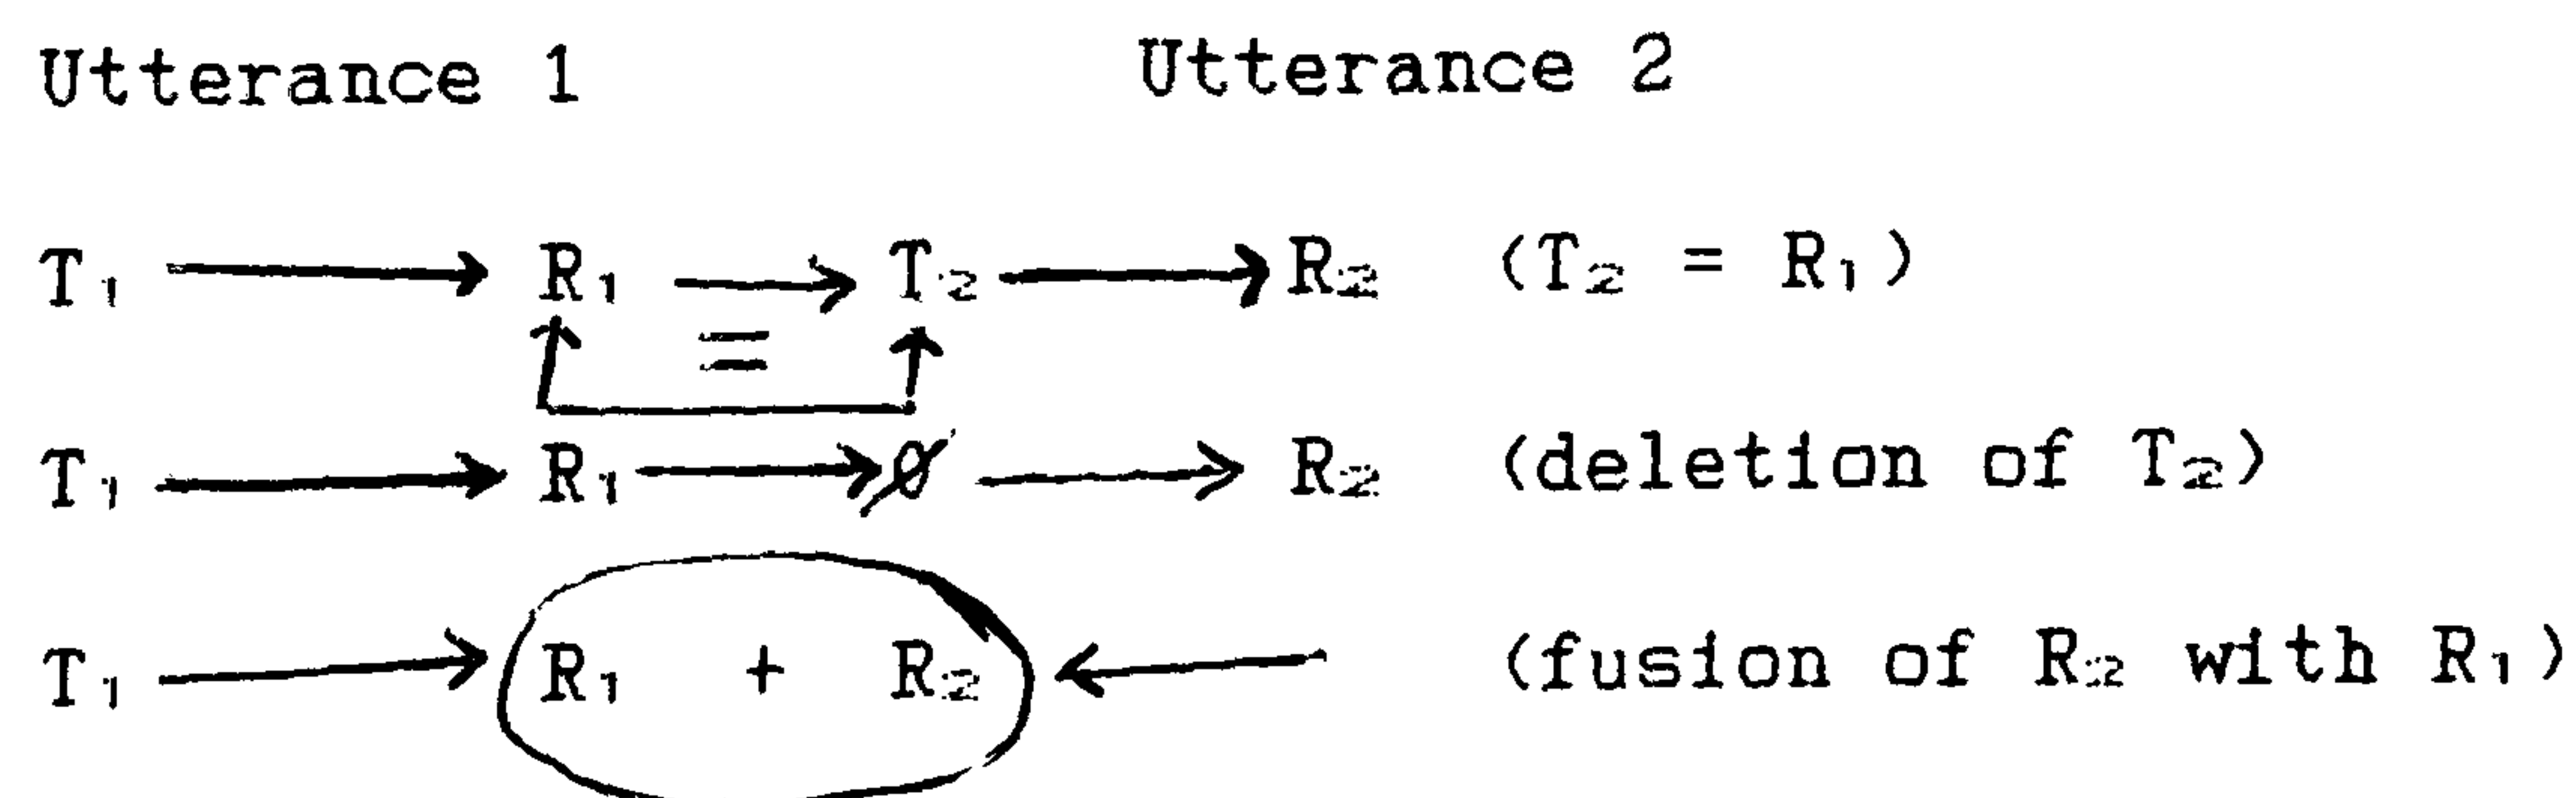 Utterance 1 Utterance 2
T₁ → R₁ → T₂ → R₂ (T₂ = R₁)
=
T₁ → R₁ → ∅ → R₂ (deletion of T₂)
T₁ → R₁ + R₂ ← (fusion of R₂ with R₁)